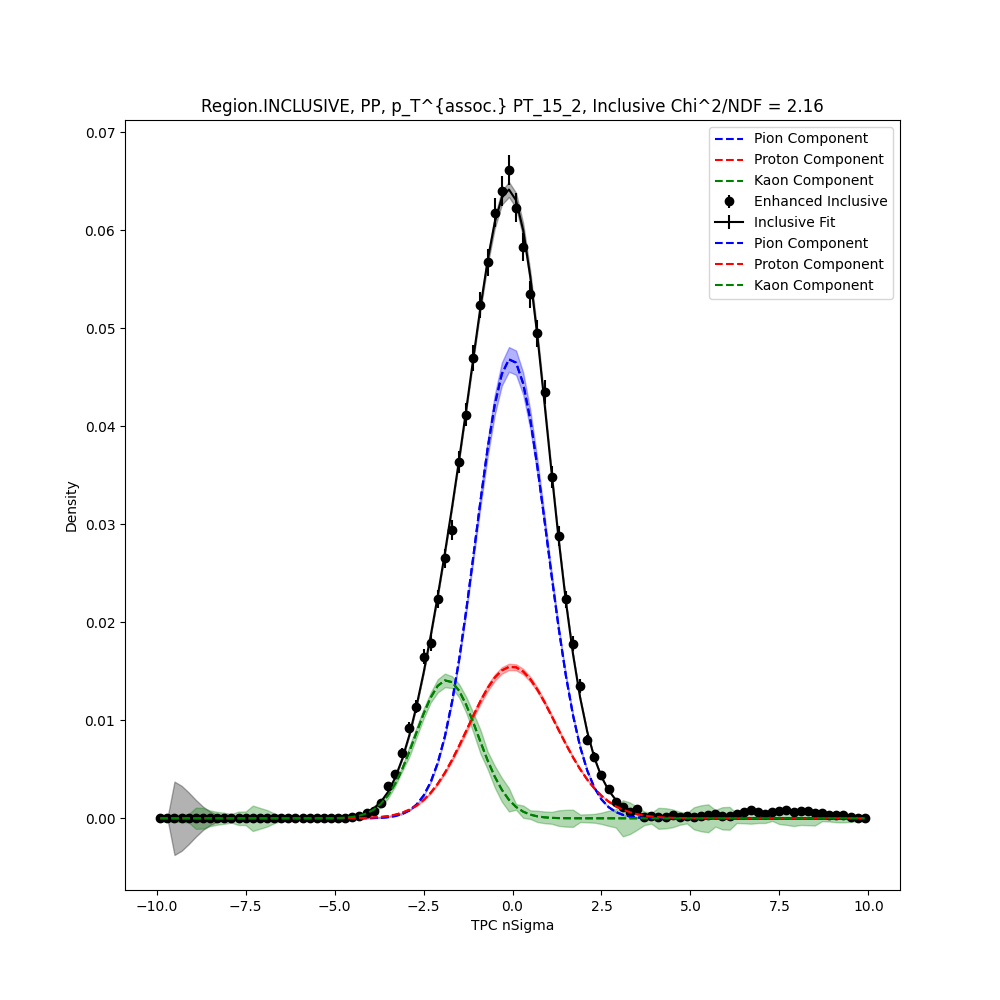 Region.INCLUSIVE, PP, p_T^{assoc.} PT_15_2, Inclusive Chi^2/NDF = 2.16
Pion Component
Proton Component
Kaon Component
Enhanced Inclusive
Inclusive Fit
Pion Component
Proton Component
Kaon Component
0.07
0.06
0.05
0.04
0.03
0.02
0.01
0.00
Density
−10.0 −7.5 −5.0 −2.5 0.0 2.5 5.0 7.5 10.0
TPC nSigma